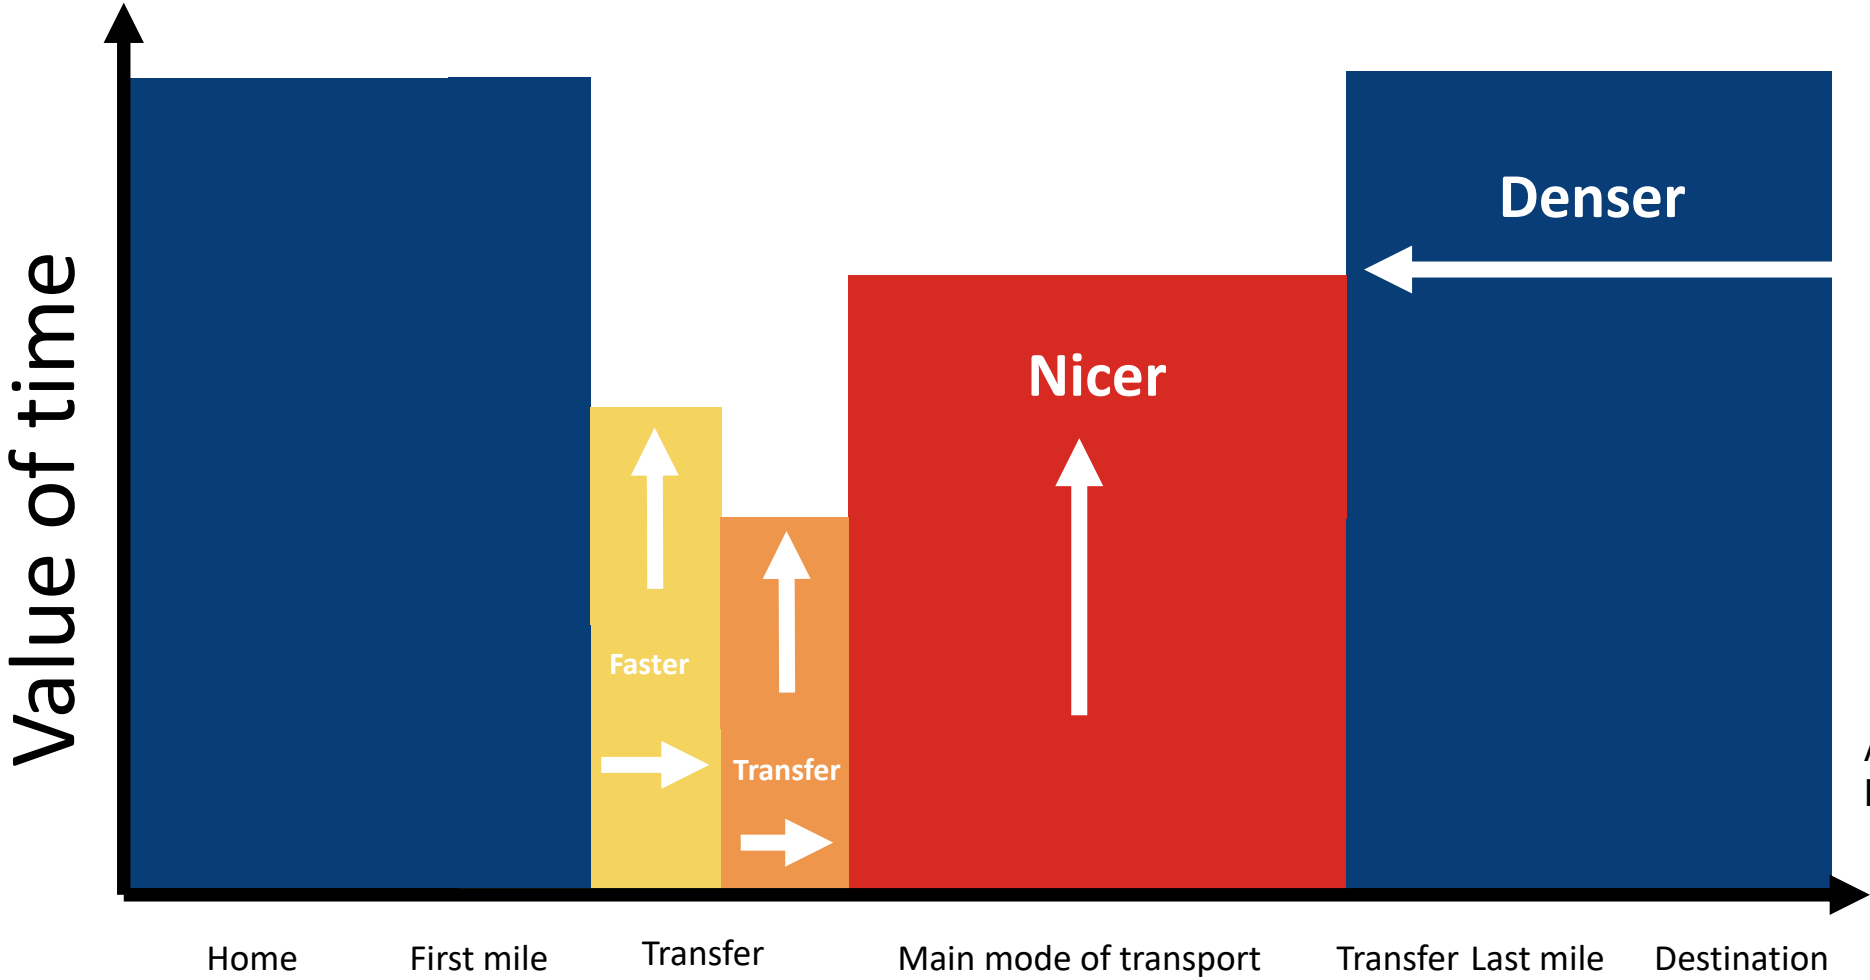 Value of time
Denser
Nicer
Faster
Transfer
Home
First mile
Transfer
Main mode of transport
Transfer
Last mile
Destination